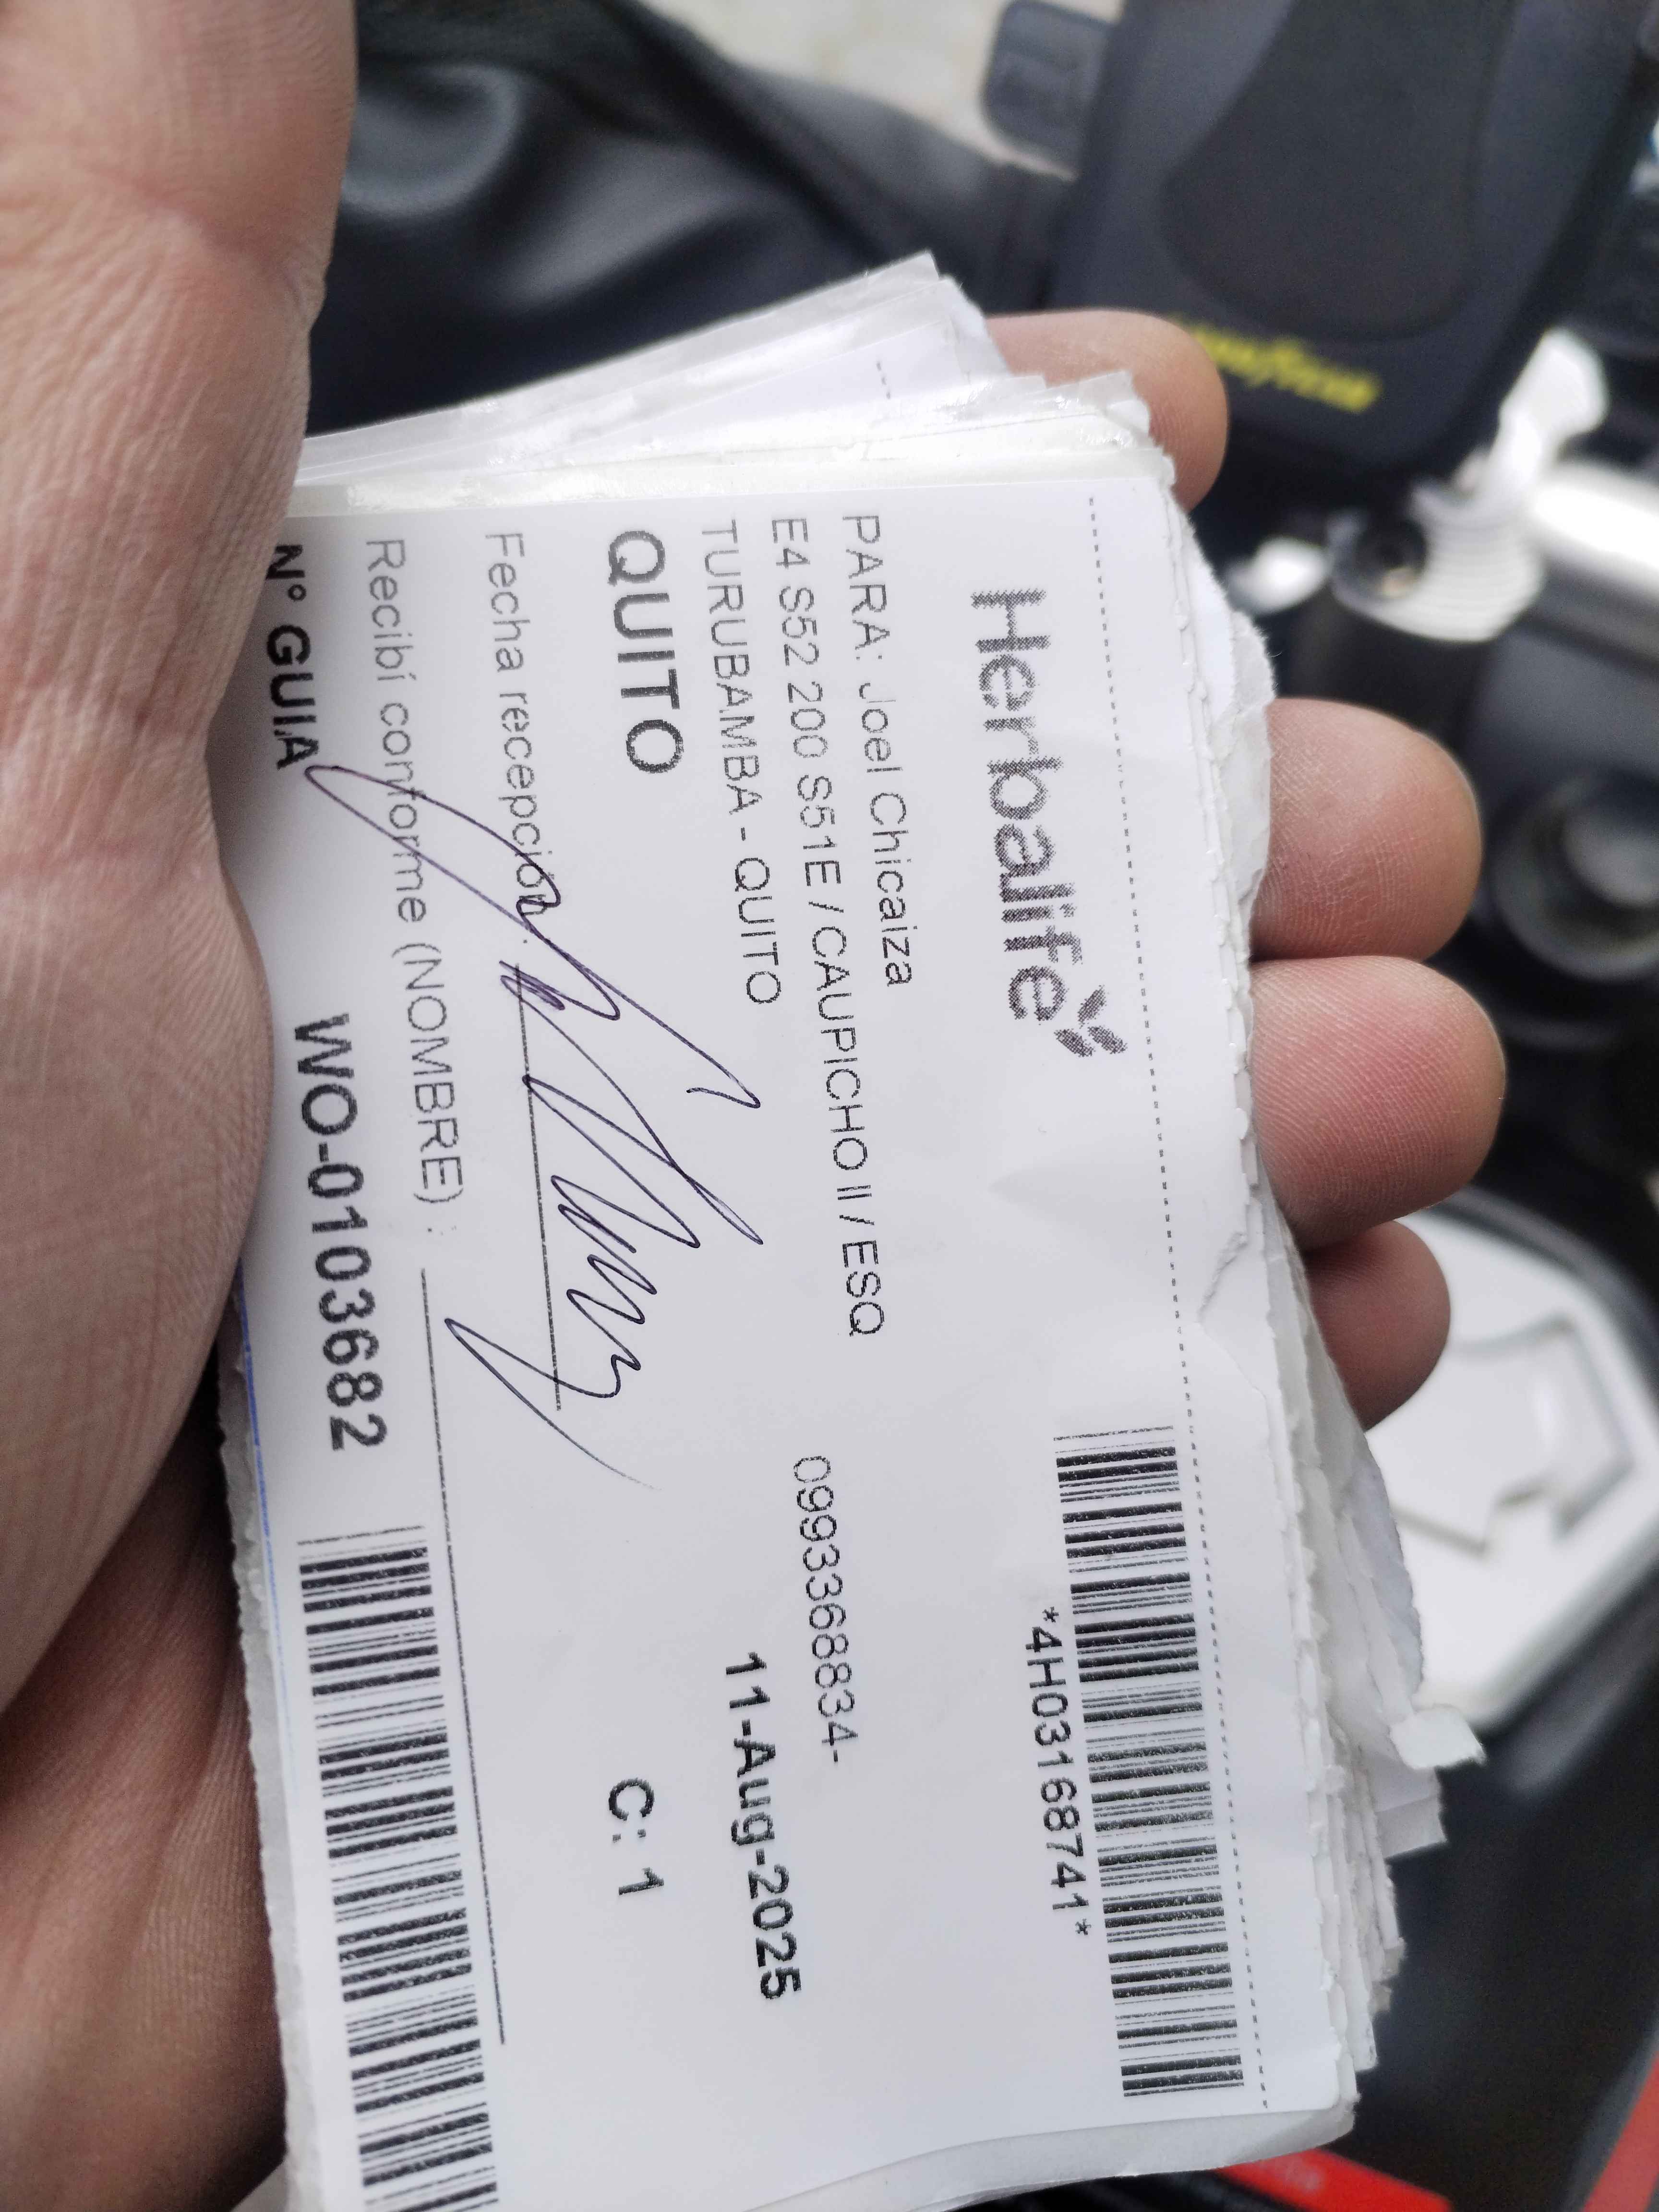 Herbalife
*4H03168741*
PARA: Joel Chicaiza
E4 S52 200 S51E / CAUPICHO II / ESQ
0993368834-
TURUBAMBA - QUITO
11-Aug-2025
QUITO
C: 1
Fecha recepción:
Recibí conforme (NOMBRE) :
N° GUIA
WO-0103682